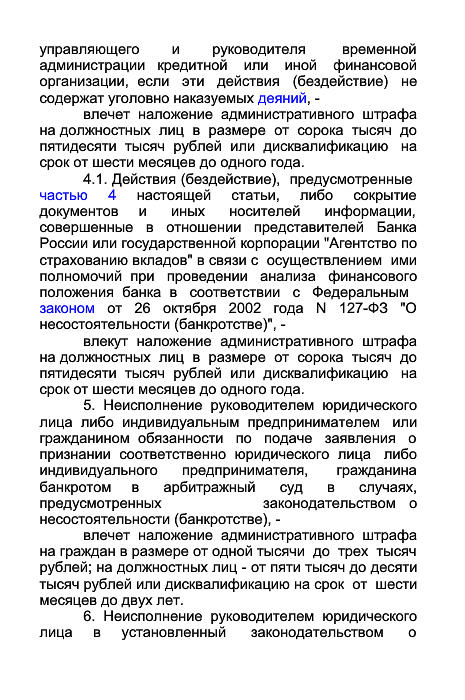 управляющего и руководителя временной
администрации кредитной или иной финансовой
организации, если эти действия (бездействие) не
содержат уголовно наказуемых деяний, -
влечет наложение административного штрафа
на должностных лиц в размере от сорока тысяч до
пятидесяти тысяч рублей или дисквалификацию на
срок от шести месяцев до одного года.
4.1. Действия (бездействие), предусмотренные
частью 4 настоящей статьи, либо сокрытие
документов и иных носителей информации,
совершенные в отношении представителей Банка
России или государственной корпорации "Агентство по
страхованию вкладов" в связи с осуществлением ими
полномочий при проведении анализа финансового
положения банка в соответствии с Федеральным
законом от 26 октября 2002 года N 127-ФЗ "О
несостоятельности (банкротстве)", -
влекут наложение административного штрафа
на должностных лиц в размере от сорока тысяч до
пятидесяти тысяч рублей или дисквалификацию на
срок от шести месяцев до одного года.
5. Неисполнение руководителем юридического
лица либо индивидуальным предпринимателем или
гражданином обязанности по подаче заявления о
признании соответственно юридического лица либо
индивидуального предпринимателя, гражданина
банкротом в арбитражный суд в случаях,
предусмотренных законодательством о
несостоятельности (банкротстве), -
влечет наложение административного штрафа
на граждан в размере от одной тысячи до трех тысяч
рублей; на должностных лиц - от пяти тысяч до десяти
тысяч рублей или дисквалификацию на срок от шести
месяцев до двух лет.
6. Неисполнение руководителем юридического
лица в установленный законодательством о